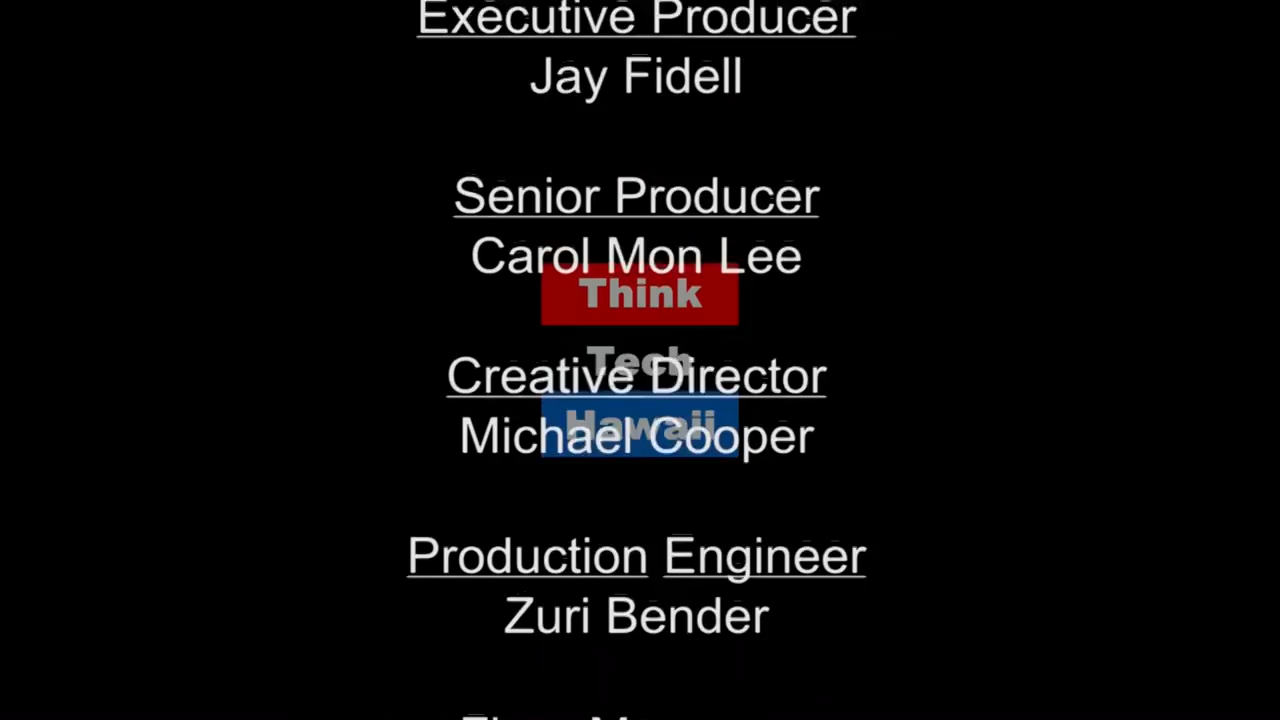 Executive Producer
Jay Fidell
Senior Producer
Carol Mon Lee
Think
Tech
Creative Director
Hawaii
Michael Cooper
Production Engineer
Zuri Bender